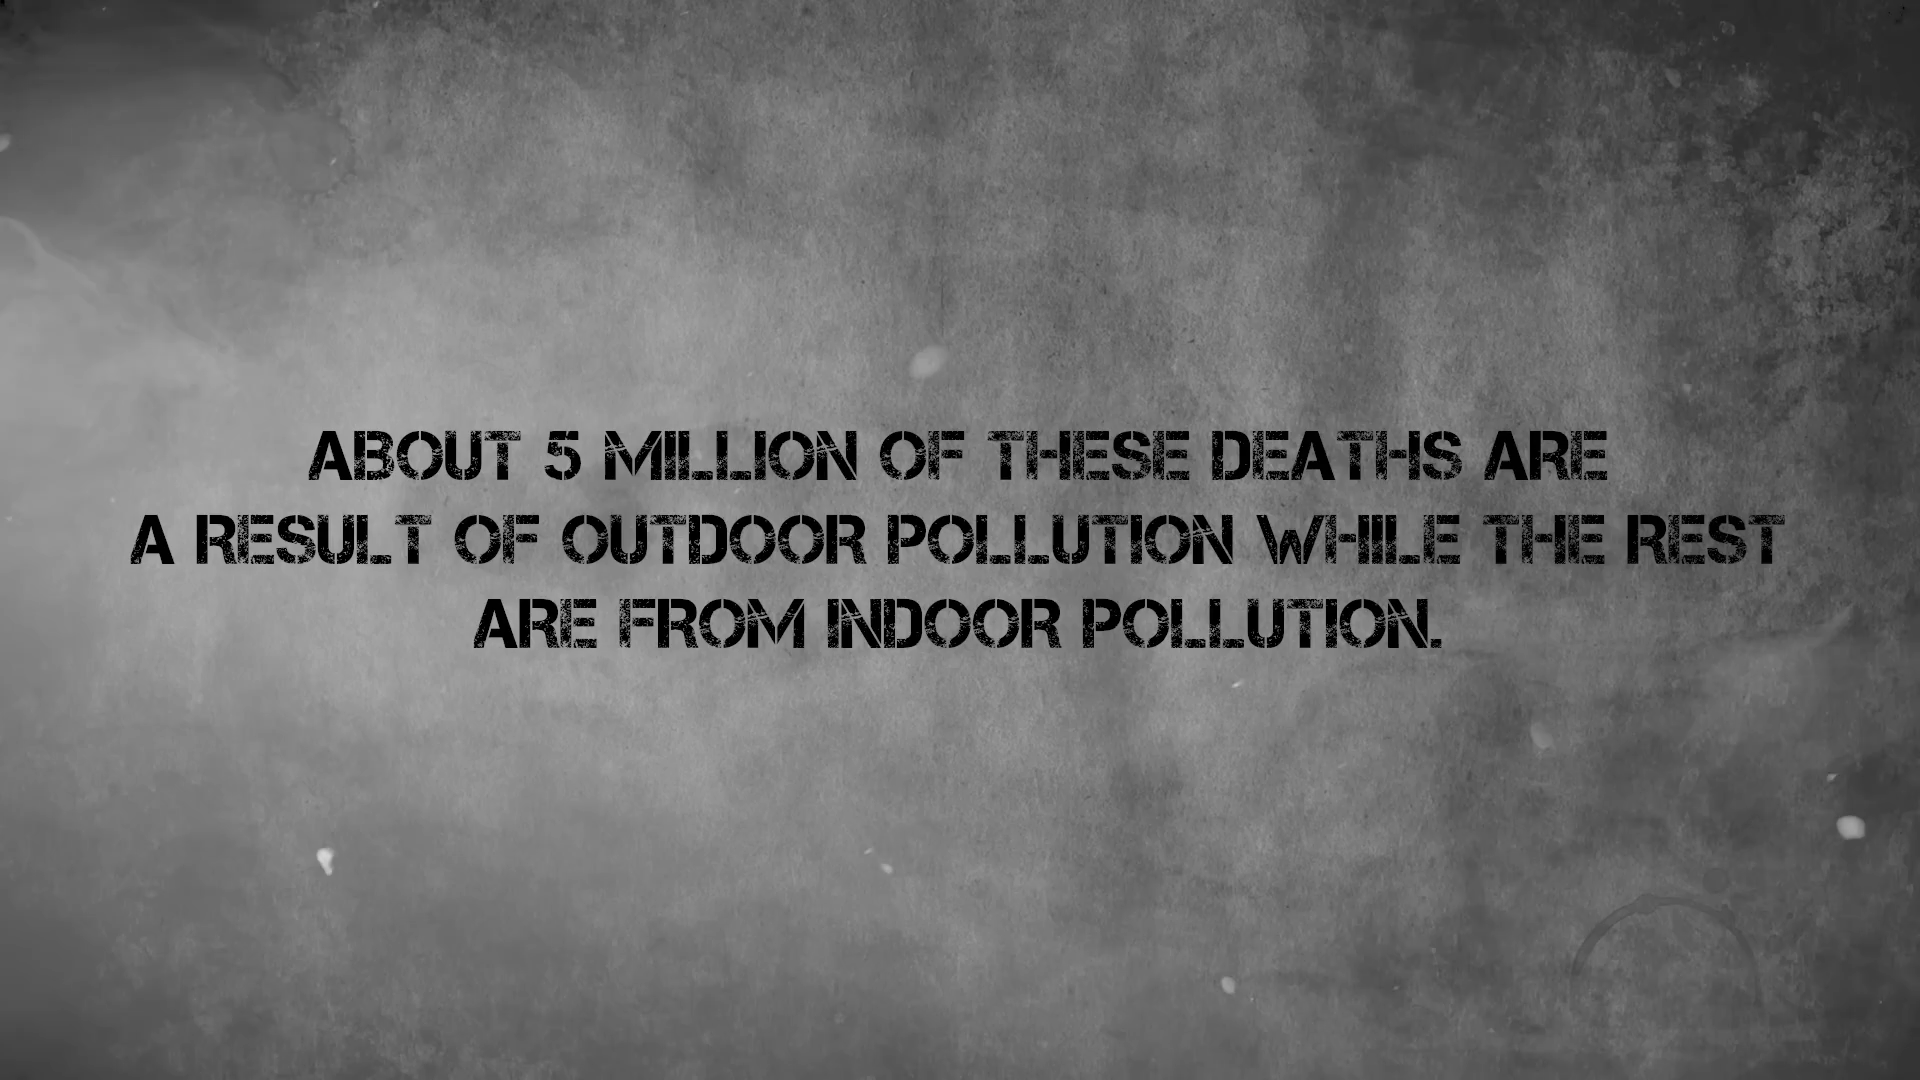 ABOUT 5 MILLION OF THESE DEATHS ARE
A RESULT OF OUTDOOR POLLUTION WHILE THE REST
ARE FROM INDOOR POLLUTION.